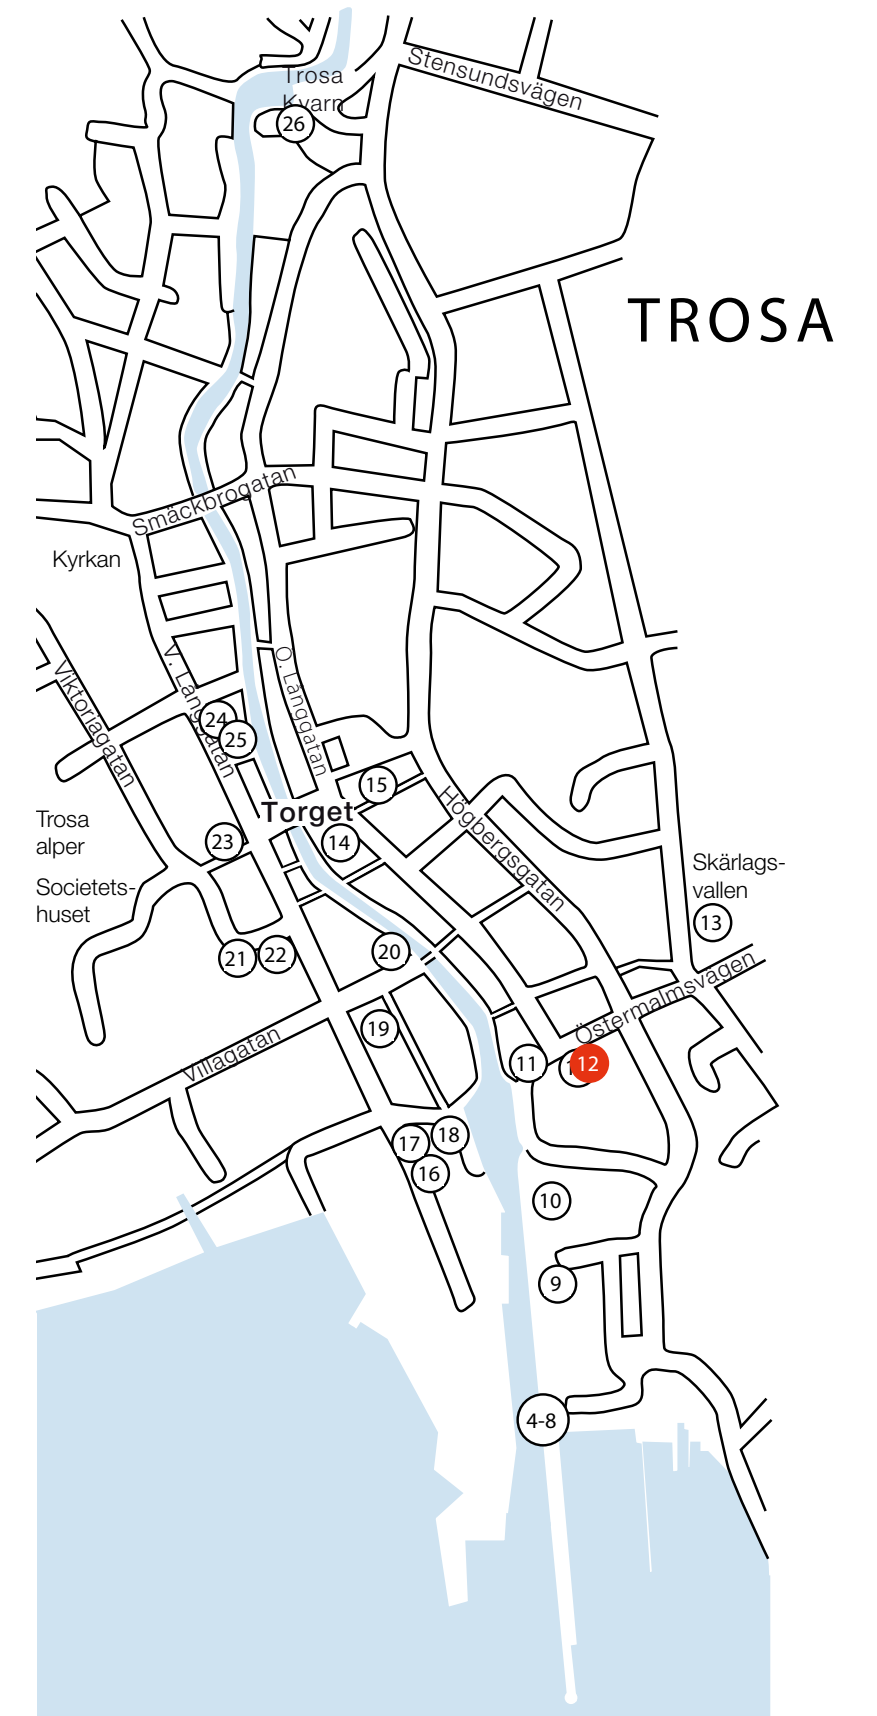 Stensundsvägen
Trosa
Kvarn
26
TROSA
Smäckbrogatan
Kyrkan
V. Långgatan
Ö. Långgatan
Viktoriagatan
24
25
15
Torget
Högbergsgatan
Trosa
alper
23
14
Societets-
huset
Skärlags-
vallen
13
21
22
20
Östermalmsvägen
19
Villagatan
11
12
17
18
16
10
9
4-8